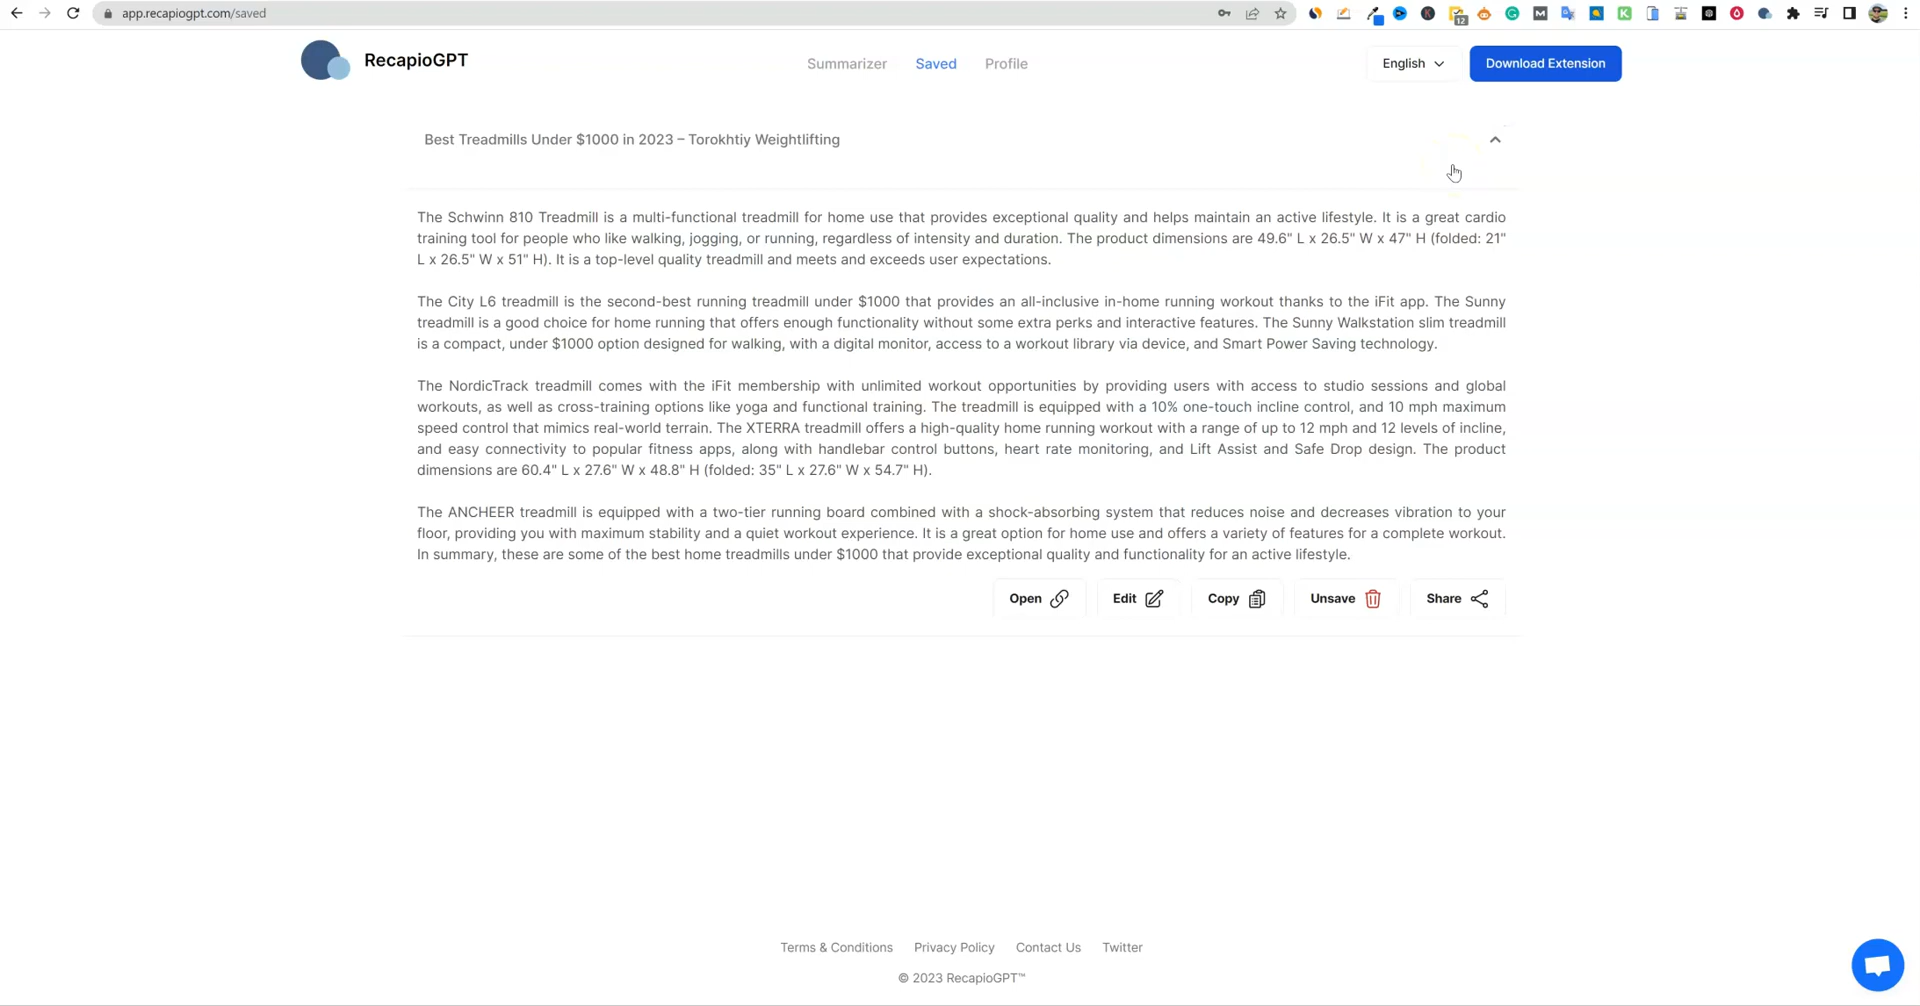 app.recapiogpt.com/saved
12
RecapioGPT
Summarizer
Saved
Profile
English
Download Extension
Best Treadmills Under $1000 in 2023 – Torokhtiy Weightlifting
The Schwinn 810 Treadmill is a multi-functional treadmill for home use that provides exceptional quality and helps maintain an active lifestyle. It is a great cardio
training tool for people who like walking, jogging, or running, regardless of intensity and duration. The product dimensions are 49.6" L x 26.5" W x 47" H (folded: 21"
L x 26.5" W x 51" H). It is a top-level quality treadmill and meets and exceeds user expectations.
The City L6 treadmill is the second-best running treadmill under $1000 that provides an all-inclusive in-home running workout thanks to the iFit app. The Sunny
treadmill is a good choice for home running that offers enough functionality without some extra perks and interactive features. The Sunny Walkstation slim treadmill
is a compact, under $1000 option designed for walking, with a digital monitor, access to a workout library via device, and Smart Power Saving technology.
The NordicTrack treadmill comes with the iFit membership with unlimited workout opportunities by providing users with access to studio sessions and global
workouts, as well as cross-training options like yoga and functional training. The treadmill is equipped with a 10% one-touch incline control, and 10 mph maximum
speed control that mimics real-world terrain. The XTERRA treadmill offers a high-quality home running workout with a range of up to 12 mph and 12 levels of incline,
and easy connectivity to popular fitness apps, along with handlebar control buttons, heart rate monitoring, and Lift Assist and Safe Drop design. The product
dimensions are 60.4" L x 27.6" W x 48.8" H (folded: 35" L x 27.6" W x 54.7" H).
The ANCHEER treadmill is equipped with a two-tier running board combined with a shock-absorbing system that reduces noise and decreases vibration to your
floor, providing you with maximum stability and a quiet workout experience. It is a great option for home use and offers a variety of features for a complete workout.
In summary, these are some of the best home treadmills under $1000 that provide exceptional quality and functionality for an active lifestyle.
Open
Edit
Copy
Unsave
Share
Terms & Conditions
Privacy Policy
Contact Us
Twitter
© 2023 RecapioGPT™